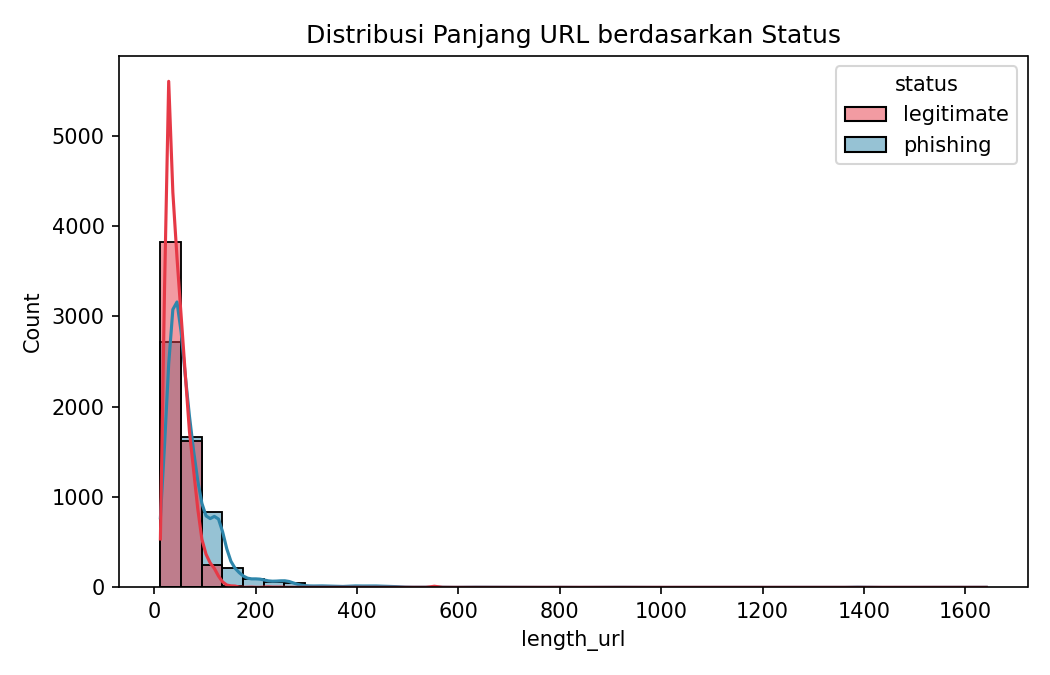 Distribusi Panjang URL berdasarkan Status
status
legitimate
phishing
Count
5000
4000
3000
2000
1000
0
0 200 400 600 800 1000 1200 1400 1600
length_url